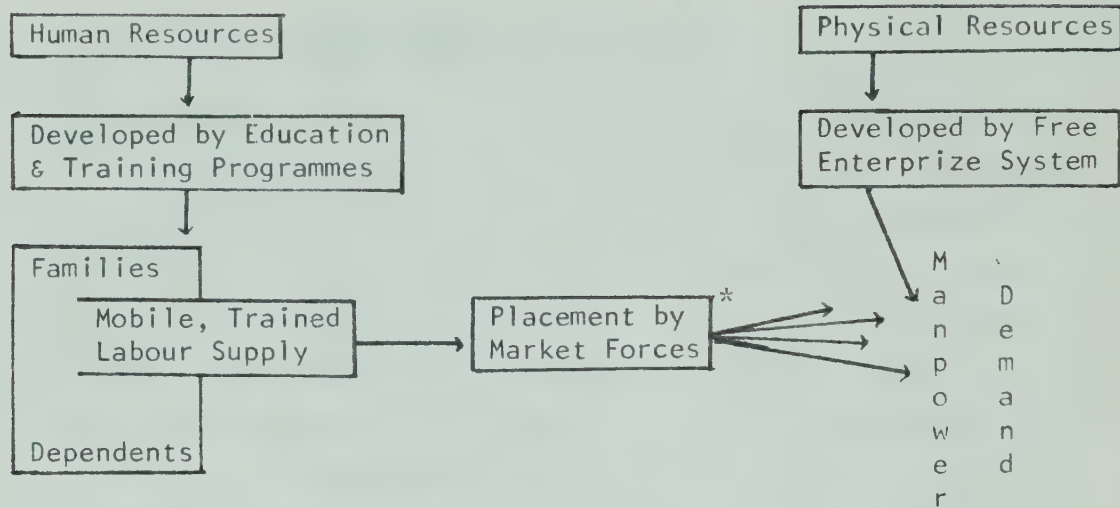 Human Resources
Physical Resources
Developed by Education
& Training Programmes
Developed by Free
Enterprize System
Families
Mobile, Trained
Labour Supply
Dependents
Placement by
Market Forces
*
Manpower
Demand